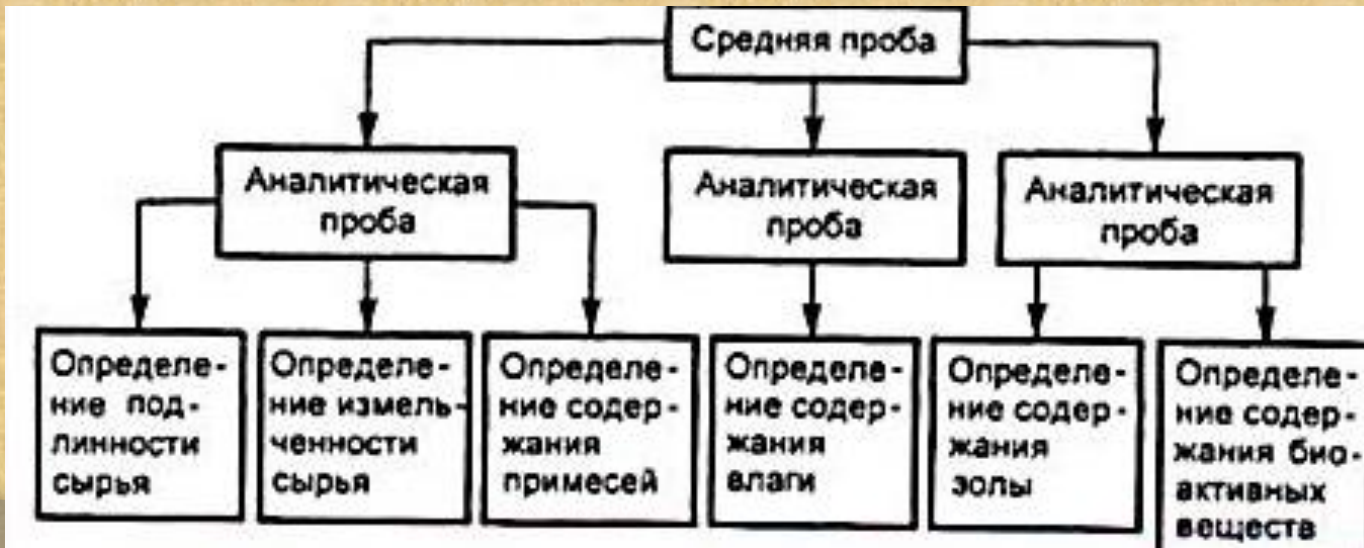 Средняя проба
Аналитическая
проба
Аналитическая
проба
Аналитическая
проба
Определе-
ние под-
линности
сырья
Определе-
ние измель-
ченности
сырья
Определе-
ние содер-
жания
примесей
Определе-
ние содер-
жания
влаги
Определе-
ние содер-
жания
золы
Определе-
ние содер-
жания био-
активных
веществ